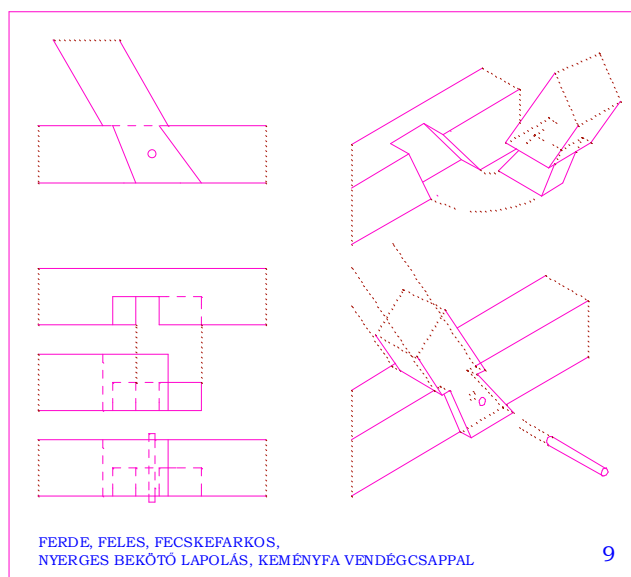 FERDE, FELES, FECSKEFARKOS,
NYERGES BEKÖTŐ LAPOLÁS, KEMÉNYFA VENDÉGCSAPPAL
9